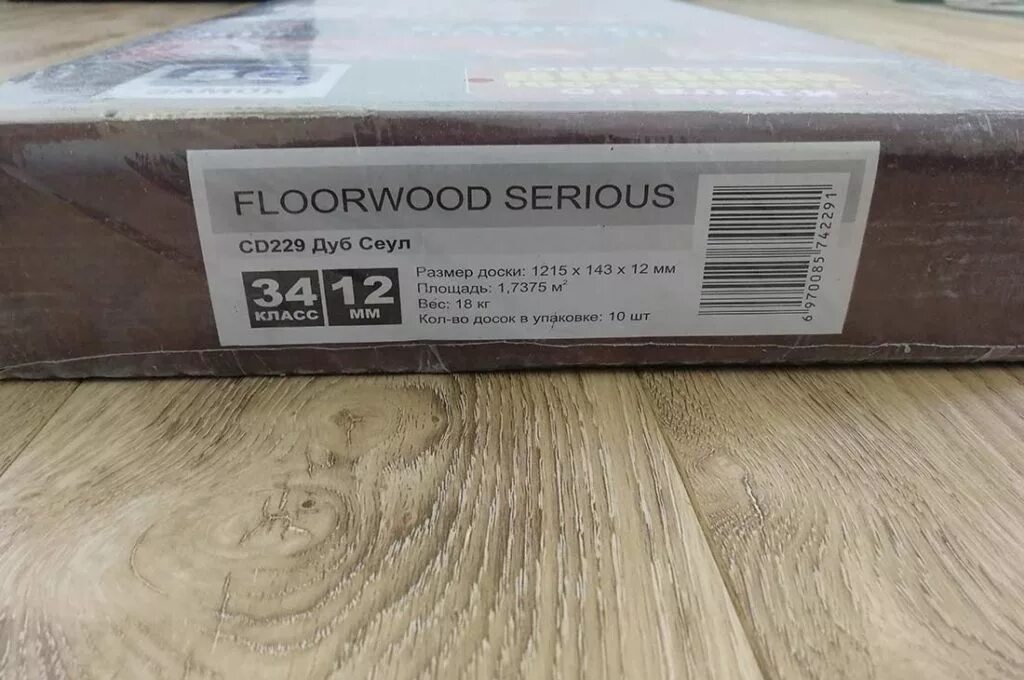 FLOORWOOD SERIOUS
CD229 Дуб Сеул
34
КЛАСС
12
ММ
Размер доски: 1215 x 143 x 12 мм
Площадь: 1,7375 м²
Вес: 18 кг
Кол-во досок в упаковке: 10 шт
6970085742291